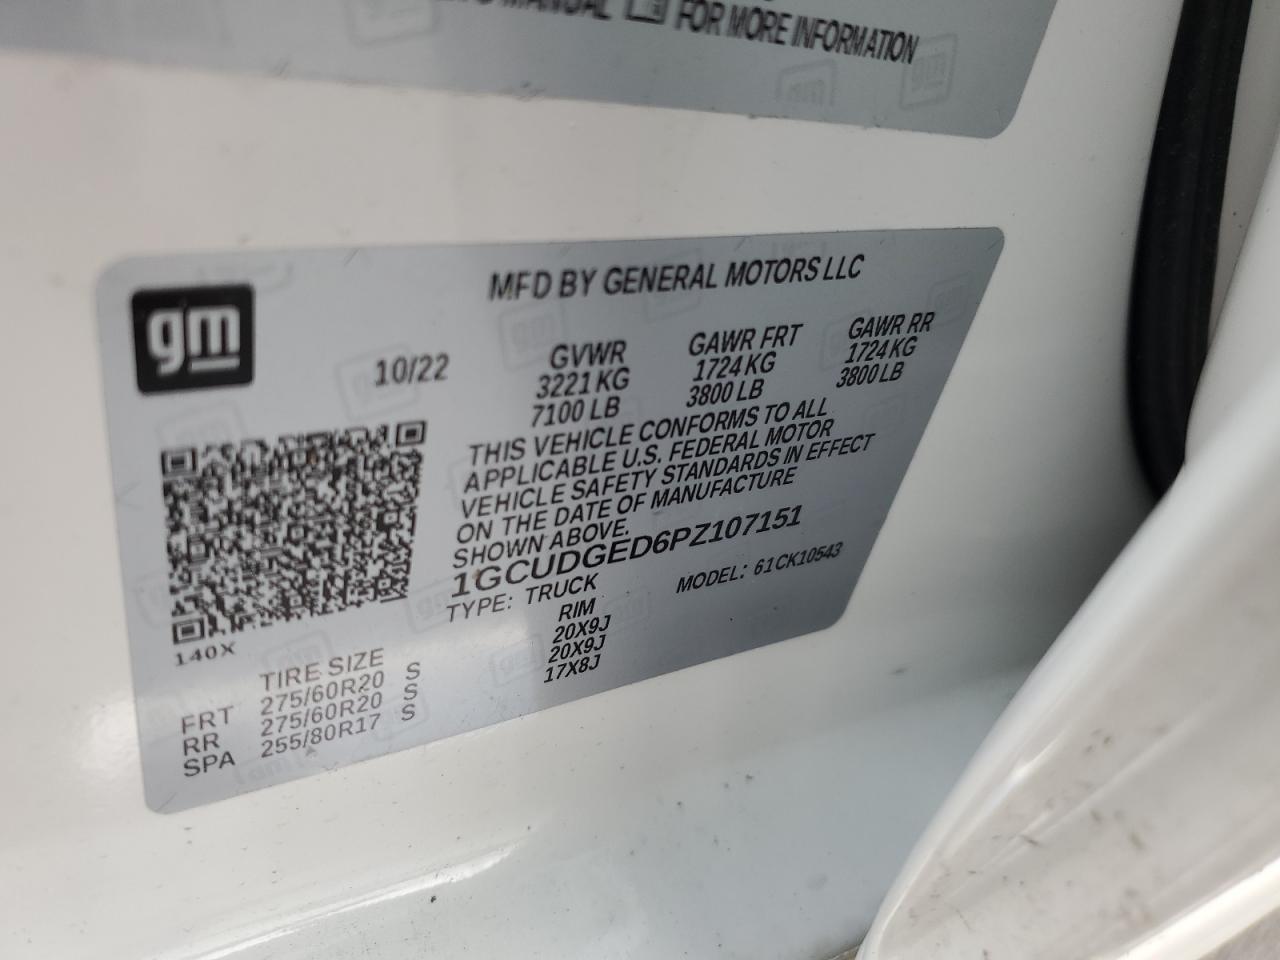 MANUAL FOR MORE INFORMATION
gm
MFD BY GENERAL MOTORS LLC
10/22
GVWR GAWR FRT GAWR RR
3221 KG 1724 KG 1724 KG
7100 LB 3800 LB 3800 LB
THIS VEHICLE CONFORMS TO ALL
APPLICABLE U.S. FEDERAL MOTOR
VEHICLE SAFETY STANDARDS IN EFFECT
ON THE DATE OF MANUFACTURE
SHOWN ABOVE.
1GCUDGED6PZ107151
TYPE: TRUCK MODEL: 61CK10543
140X
TIRE SIZE RIM
FRT 275/60R20 S 20X9J
RR 275/60R20 S 20X9J
SPA 255/80R17 S 17X8J